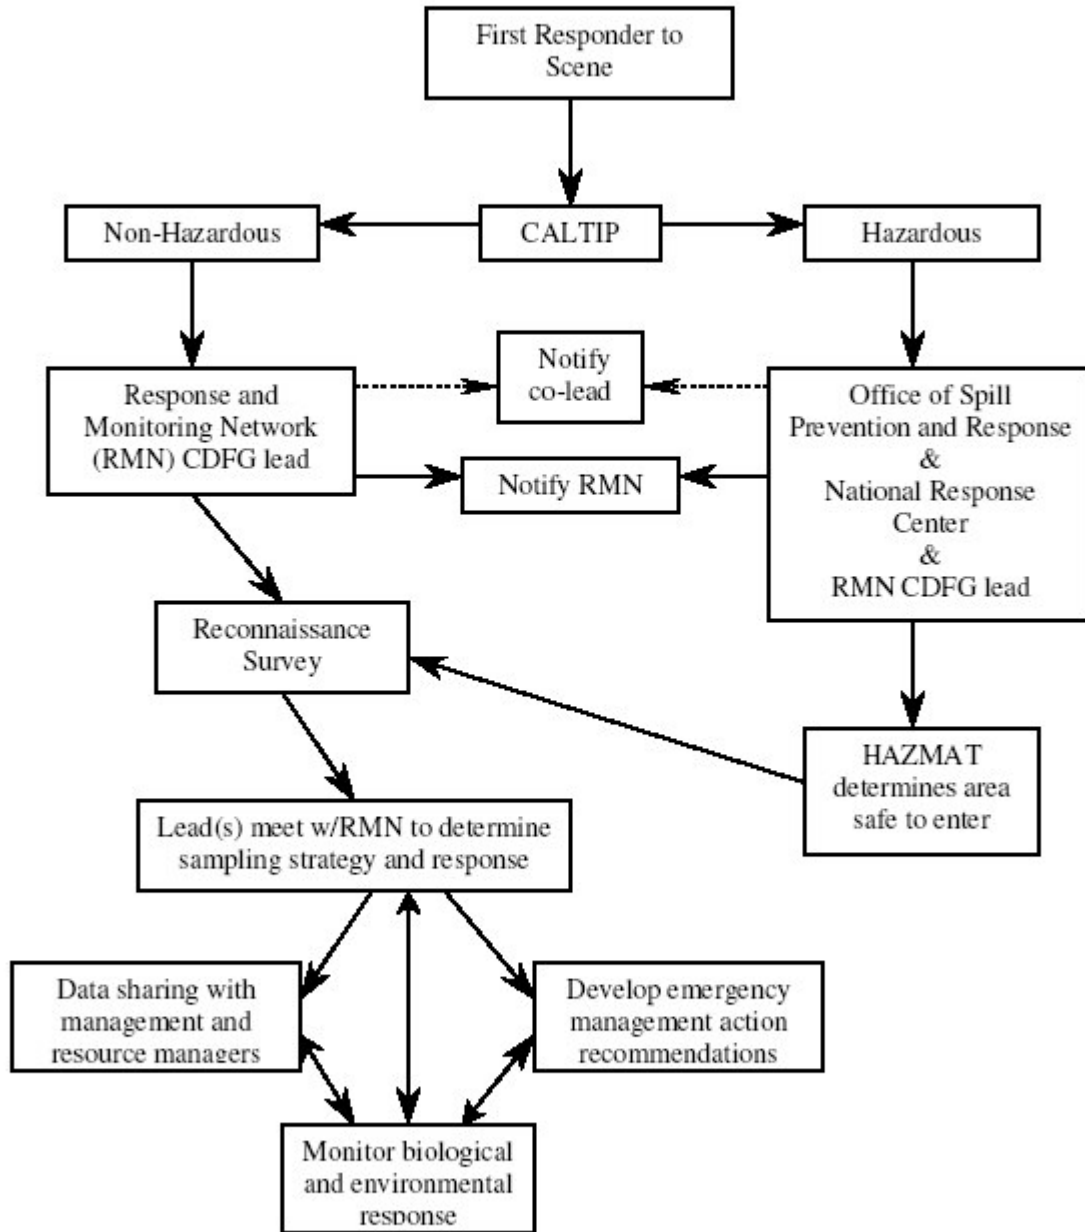 First Responder to
Scene
Non-Hazardous
CALTIP
Hazardous
Notify
co-lead
Response and
Monitoring Network
(RMN) CDFG lead
Office of Spill
Prevention and Response
&
National Response
Center
&
RMN CDFG lead
Notify RMN
Reconnaissance
Survey
HAZMAT
determines area
safe to enter
Lead(s) meet w/RMN to determine
sampling strategy and response
Data sharing with
management and
resource managers
Develop emergency
management action
recommendations
Monitor biological
and environmental
response